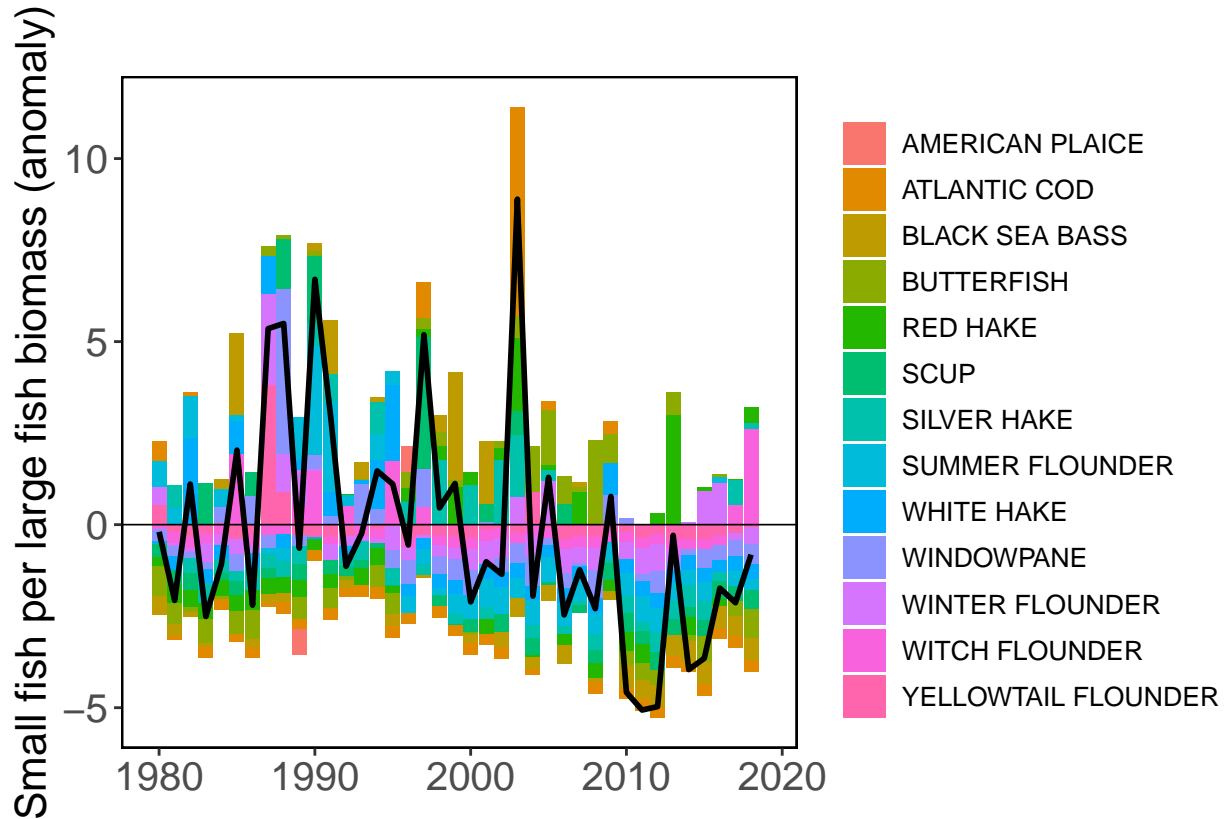 Small fish per large fish biomass (anomaly)
10
5
0
−5
1980
1990
2000
2010
2020
AMERICAN PLAICE
ATLANTIC COD
BLACK SEA BASS
BUTTERFISH
RED HAKE
SCUP
SILVER HAKE
SUMMER FLOUNDER
WHITE HAKE
WINDOWPANE
WINTER FLOUNDER
WITCH FLOUNDER
YELLOWTAIL FLOUNDER